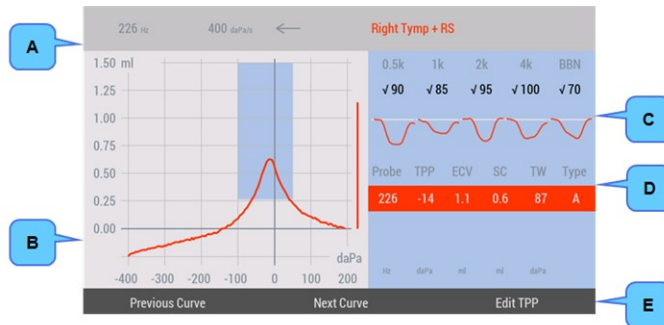 226 Hz 400 daPa/s Right Tymp + RS
A
1.50 ml
1.25
1.00
0.75
0.50
0.25
0.00
B
daPa
-400 -300 -200 -100 0 100 200
0.5k 1k 2k 4k BBN
√ 90 √ 85 √ 95 √ 100 √ 70
C
Probe TPP ECV SC TW Type
226 -14 1.1 0.6 87 A
D
Hz daPa ml ml daPa
Previous Curve Next Curve Edit TPP
E